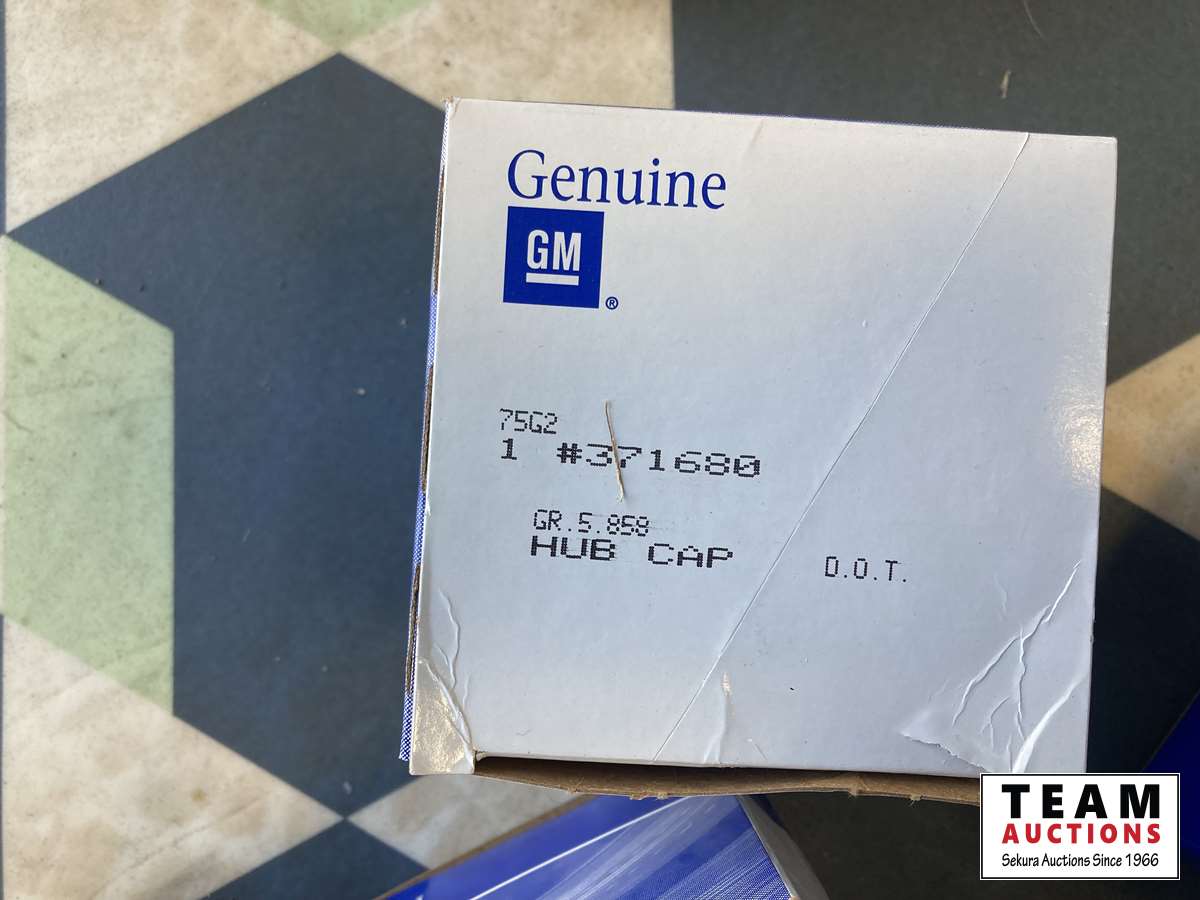 Genuine
GM
®
75G2
1 #371680
GR.5.858
HUB CAP D.O.T.
TEAM
AUCTIONS
Sekura Auctions Since 1966